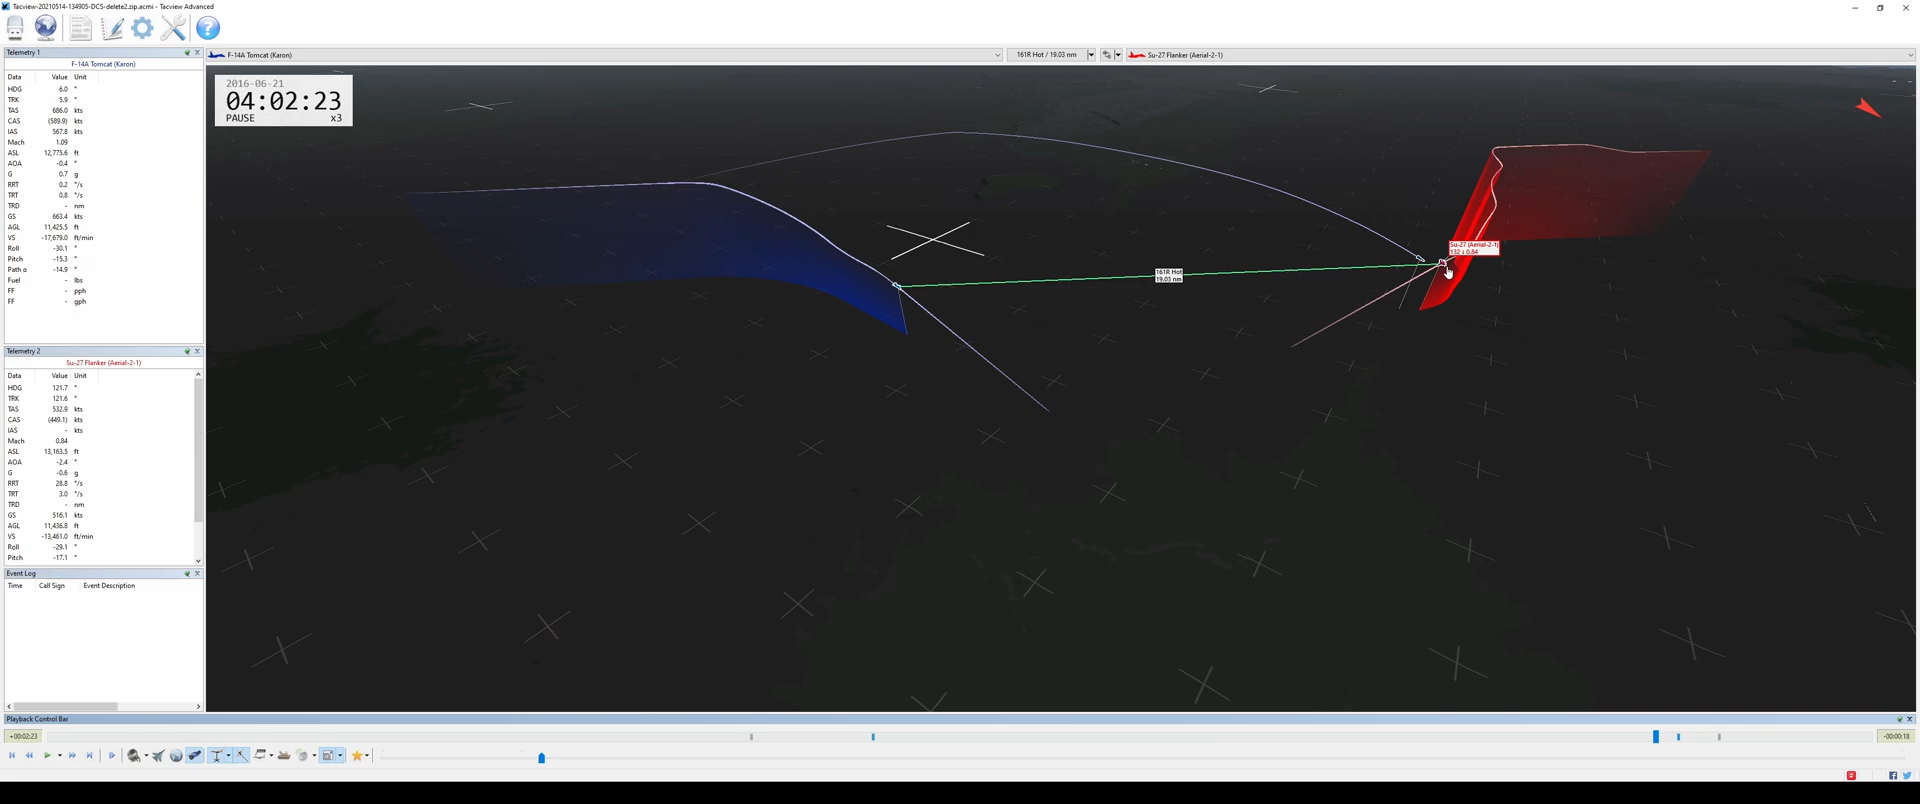 Tacview-20210514-134905-DCS-delete2.zip.acmi - Tacview Advanced
Telemetry 1
F-14A Tomcat (Karon)
Data Value Unit
HDG 6.0 °
TRK 5.9 °
TAS 686.0 kts
CAS (589.9) kts
IAS 567.8 kts
Mach 1.09
ASL 12,775.6 ft
AOA -0.4 °
G 0.7 g
RRT 0.2 °/s
TRT 0.8 °/s
TRD - nm
GS 663.4 kts
AGL 11,425.5 ft
VS -17,679.0 ft/min
Roll -30.1 °
Pitch -15.3 °
Path α -14.9 °
Fuel - lbs
FF - pph
FF - gph
Telemetry 2
Su-27 Flanker (Aerial-2-1)
Data Value Unit
HDG 121.7 °
TRK 121.6 °
TAS 532.9 kts
CAS (449.1) kts
IAS - kts
Mach 0.84
ASL 13,163.5 ft
AOA -2.4 °
G -0.6 g
RRT 28.8 °/s
TRT 3.0 °/s
TRD - nm
GS 516.1 kts
AGL 11,436.8 ft
VS -13,461.0 ft/min
Roll -29.1 °
Pitch -17.1 °
Event Log
Time Call Sign Event Description
F-14A Tomcat (Karon)
161R Hot / 19.03 nm
Su-27 Flanker (Aerial-2-1)
2016-06-21
04:02:23
PAUSE x3
Su-27 (Aerial-2-1)
132 ↓ 0.84
161R Hot
19.03 nm
Playback Control Bar
+00:02:23
-00:00:18